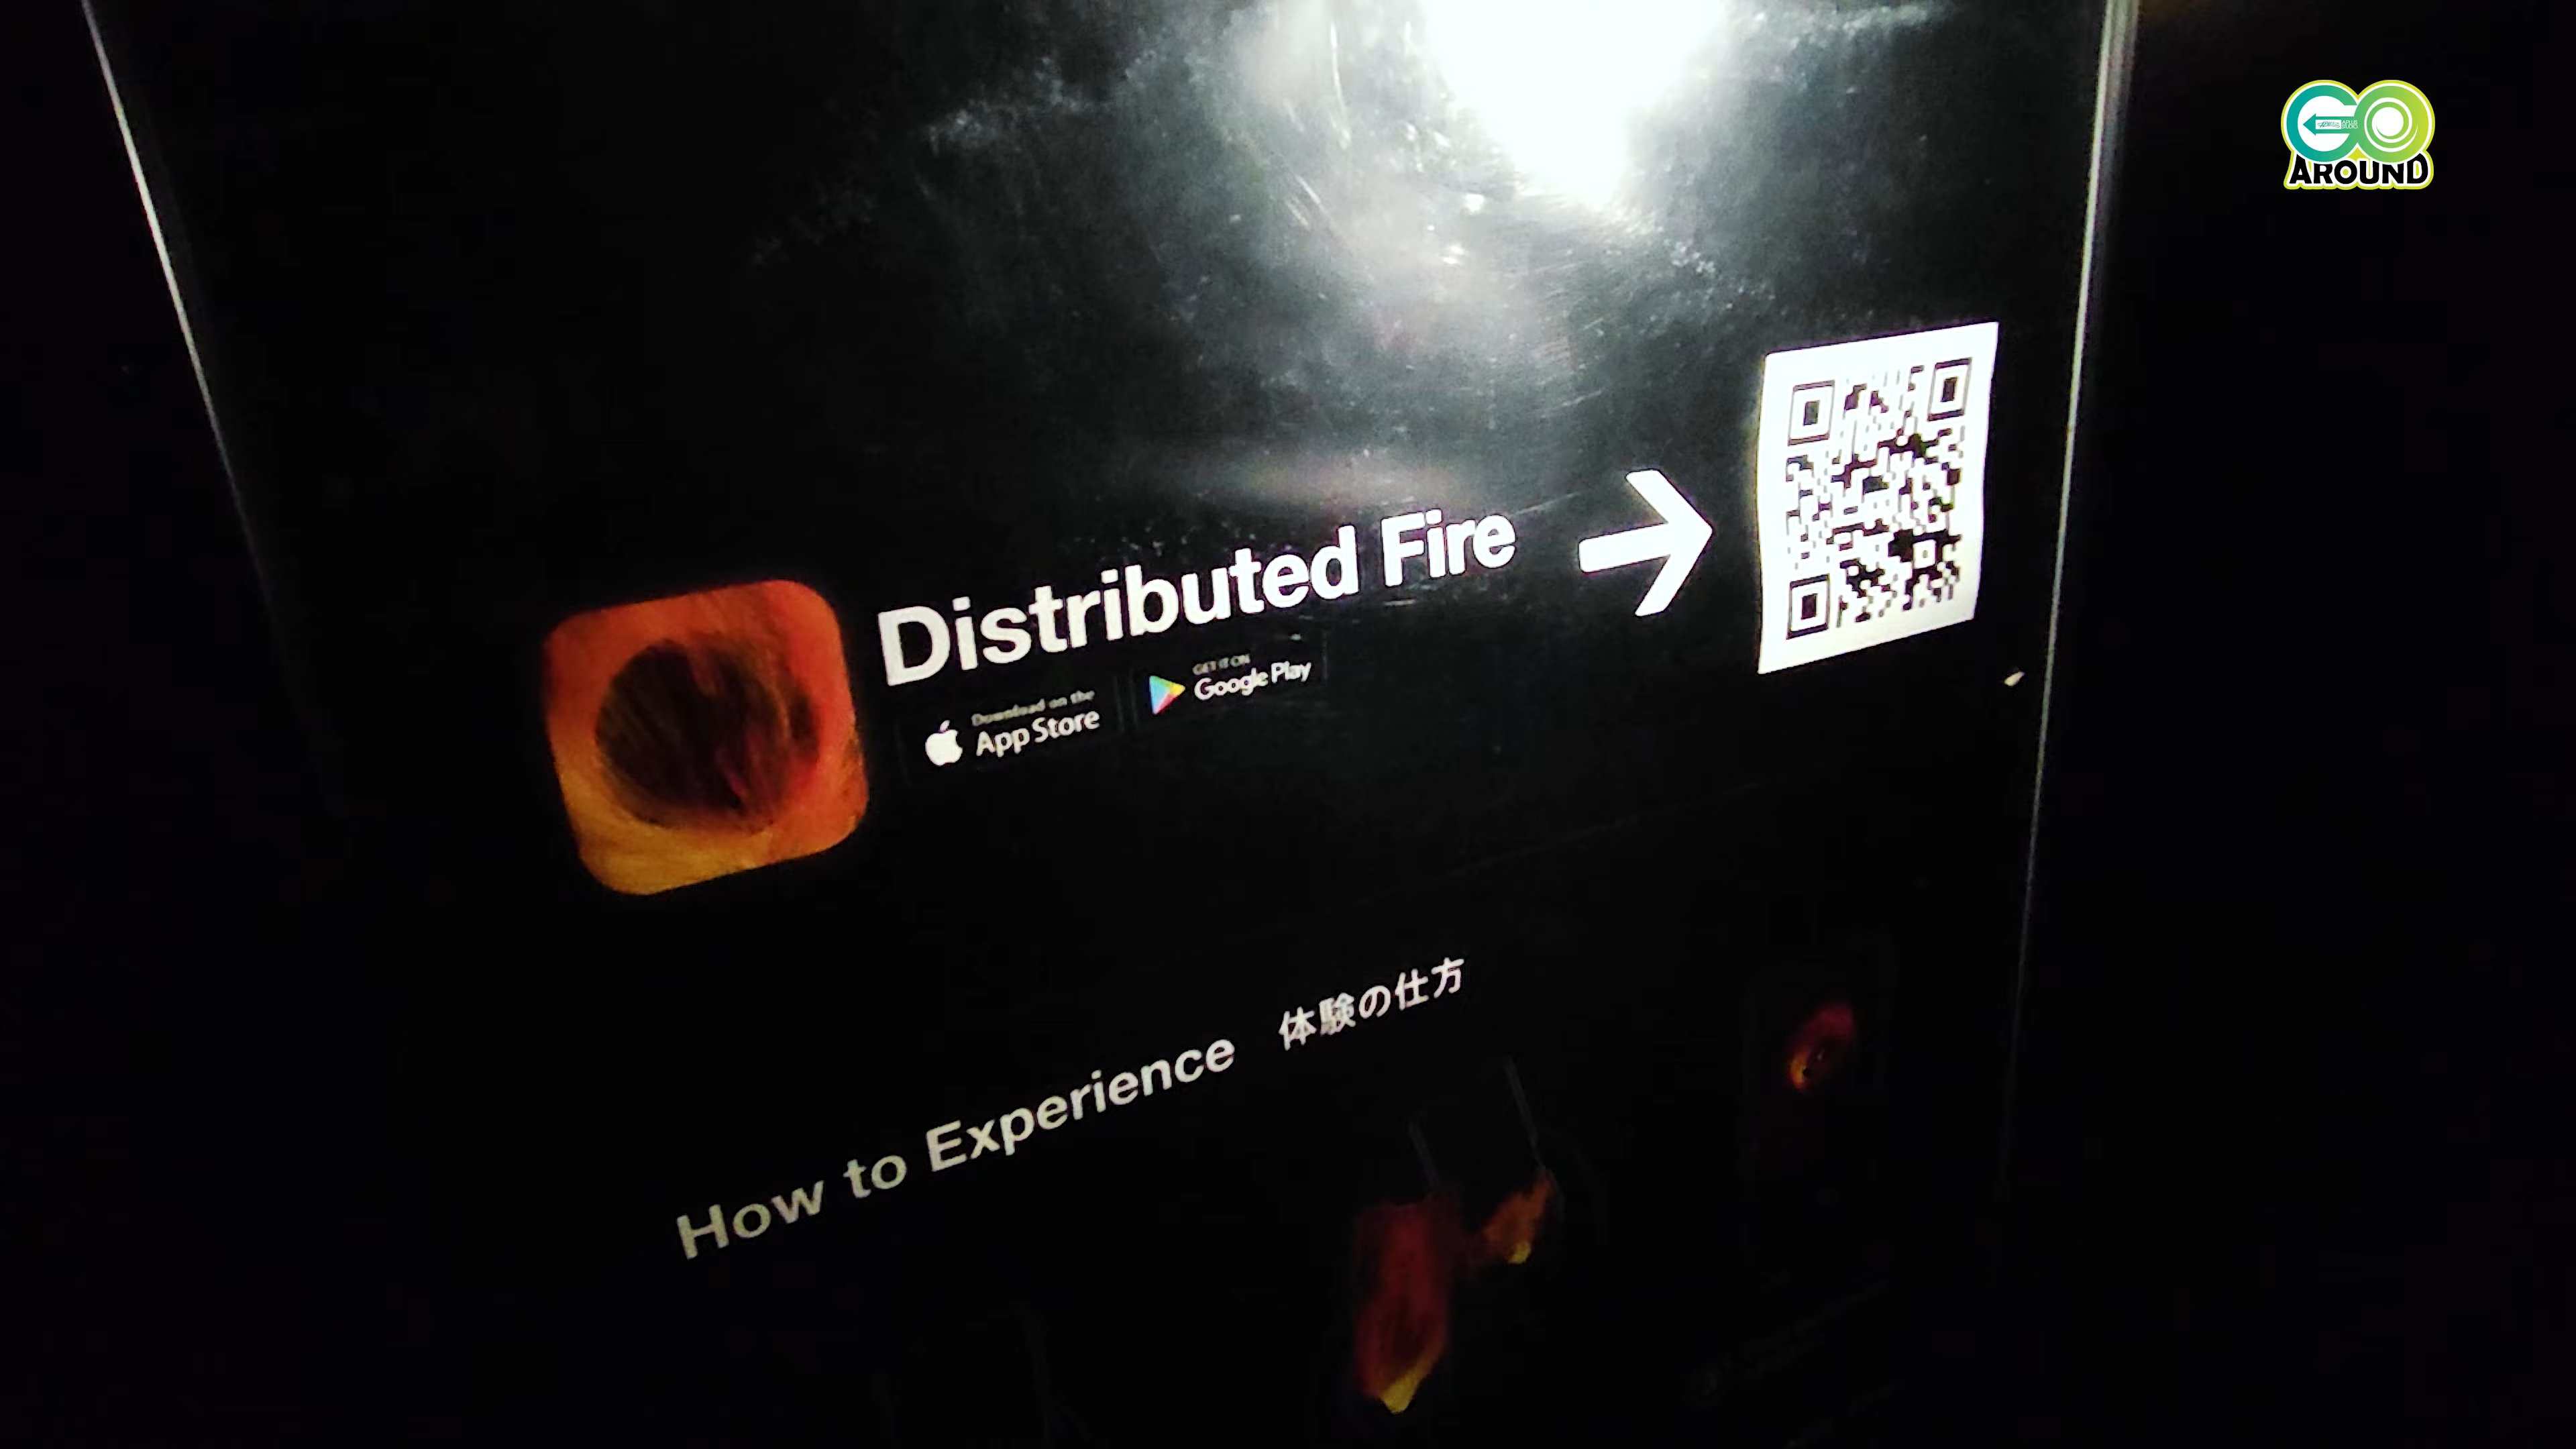 GO
AROUND
Distributed Fire
Download on the
App Store
GET IT ON
Google Play
How to Experience 体験の仕方